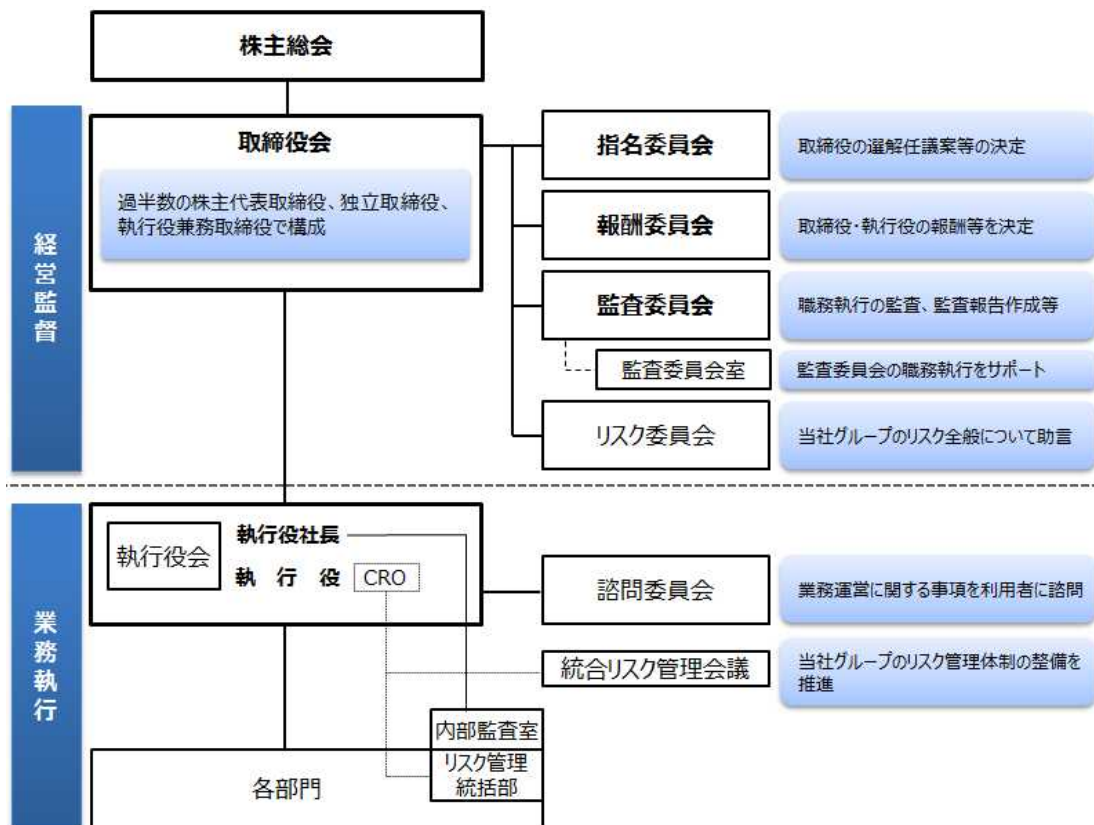 株主総会
経営監督
取締役会
過半数の株主代表取締役、独立取締役、
執行役兼務取締役で構成
指名委員会
取締役の選解任議案等の決定
報酬委員会
取締役・執行役の報酬等を決定
監査委員会
職務執行の監査、監査報告作成等
監査委員会室
監査委員会の職務執行をサポート
リスク委員会
当社グループのリスク全般について助言
業務執行
執行役会
執行役社長
執 行 役
CRO
諮問委員会
業務運営に関する事項を利用者に諮問
統合リスク管理会議
当社グループのリスク管理体制の整備を
推進
内部監査室
リスク管理
統括部
各部門